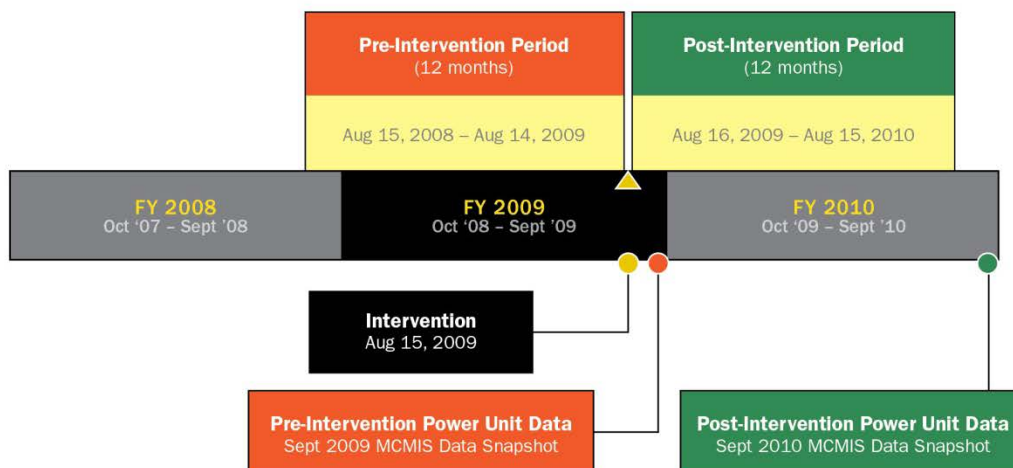 Pre-Intervention Period
(12 months)
Aug 15, 2008 – Aug 14, 2009
Post-Intervention Period
(12 months)
Aug 16, 2009 – Aug 15, 2010
FY 2008
Oct ‘07 – Sept ’08
FY 2009
Oct ‘08 – Sept ’09
FY 2010
Oct ‘09 – Sept ’10
Intervention
Aug 15, 2009
Pre-Intervention Power Unit Data
Sept 2009 MCMIS Data Snapshot
Post-Intervention Power Unit Data
Sept 2010 MCMIS Data Snapshot